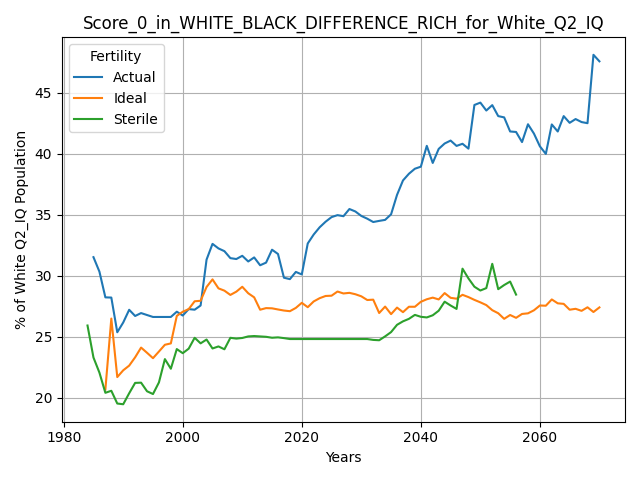 Score_0_in_WHITE_BLACK_DIFFERENCE_RICH_for_White_Q2_IQ
Fertility
Actual
Ideal
Sterile
% of White Q2_IQ Population
45
40
35
30
25
20
1980
2000
2020
2040
2060
Years